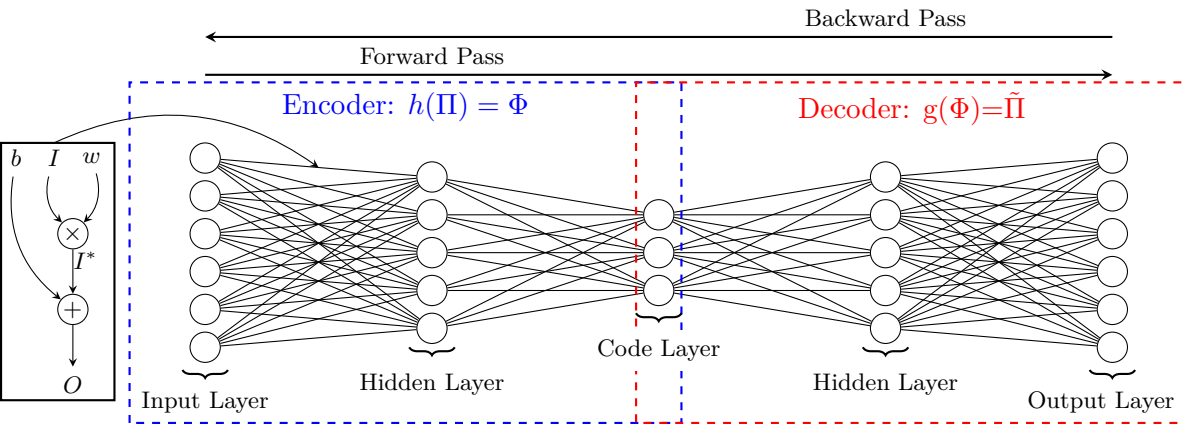 Backward Pass
Forward Pass
Encoder: h(Π) = Φ
Decoder: g(Φ)=Π̃
b I w
×
I*
+
O
Code Layer
Hidden Layer
Hidden Layer
Input Layer
Output Layer